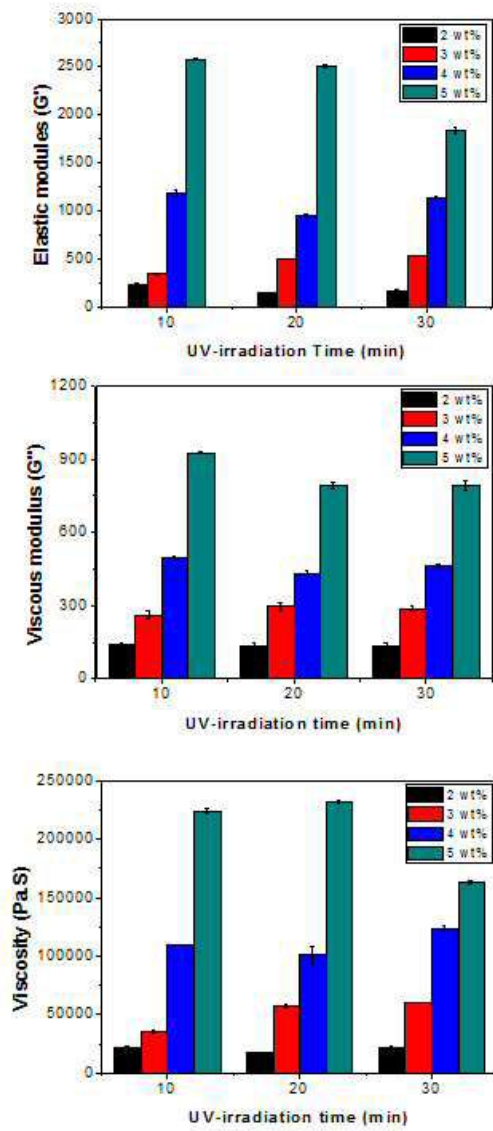 3000
2500
2000
1500
1000
500
0
Elastic modules (G')
2 wt%
3 wt%
4 wt%
5 wt%
10
20
30
UV-irradiation Time (min)
1200
900
600
300
0
Viscous modulus (G'')
2 wt%
3 wt%
4 wt%
5 wt%
10
20
30
UV-irradiation time (min)
250000
200000
150000
100000
50000
0
Viscosity (Pa.S)
2 wt%
3 wt%
4 wt%
5 wt%
10
20
30
UV-irradiation time (min)